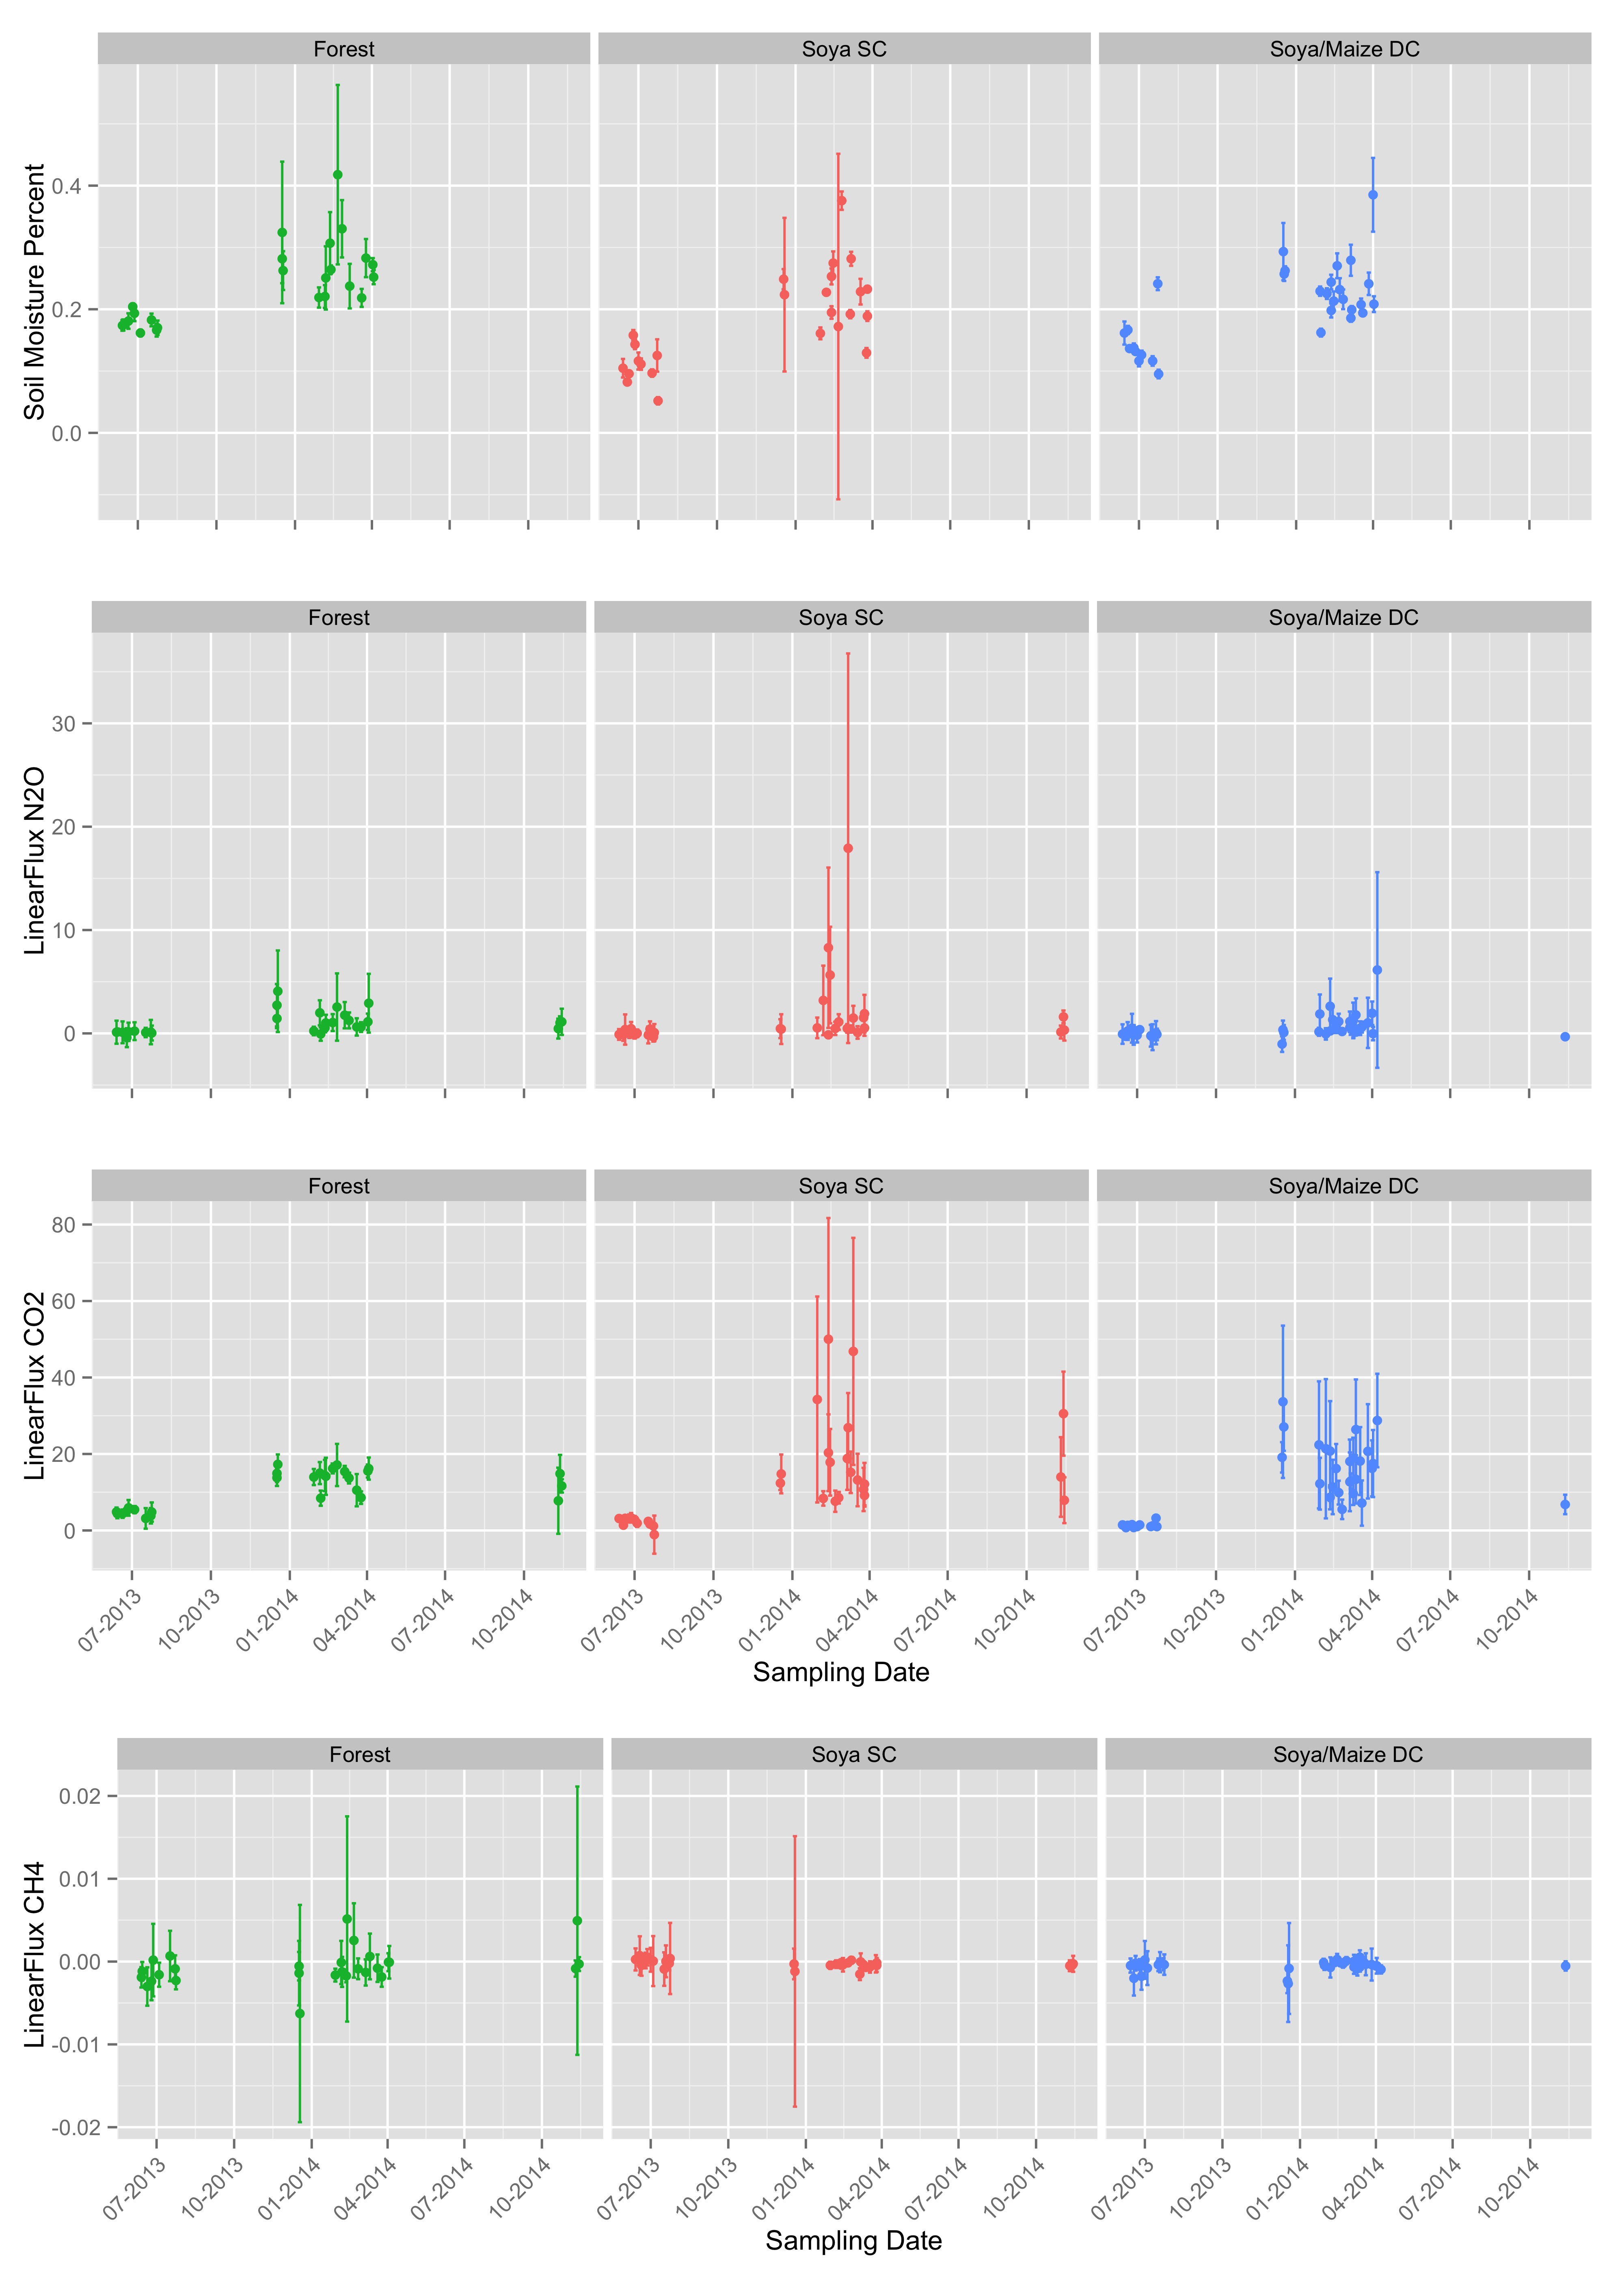 Forest Soya SC Soya/Maize DC
Soil Moisture Percent
0.4
0.2
0.0
Forest Soya SC Soya/Maize DC
LinearFlux N2O
30
20
10
0
Forest Soya SC Soya/Maize DC
LinearFlux CO2
80
60
40
20
0
07-2013 10-2013 01-2014 04-2014 07-2014 10-2014 07-2013 10-2013 01-2014 04-2014 07-2014 10-2014 07-2013 10-2013 01-2014 04-2014 07-2014 10-2014
Sampling Date
Forest Soya SC Soya/Maize DC
LinearFlux CH4
0.02
0.01
0.00
-0.01
-0.02
07-2013 10-2013 01-2014 04-2014 07-2014 10-2014 07-2013 10-2013 01-2014 04-2014 07-2014 10-2014 07-2013 10-2013 01-2014 04-2014 07-2014 10-2014
Sampling Date